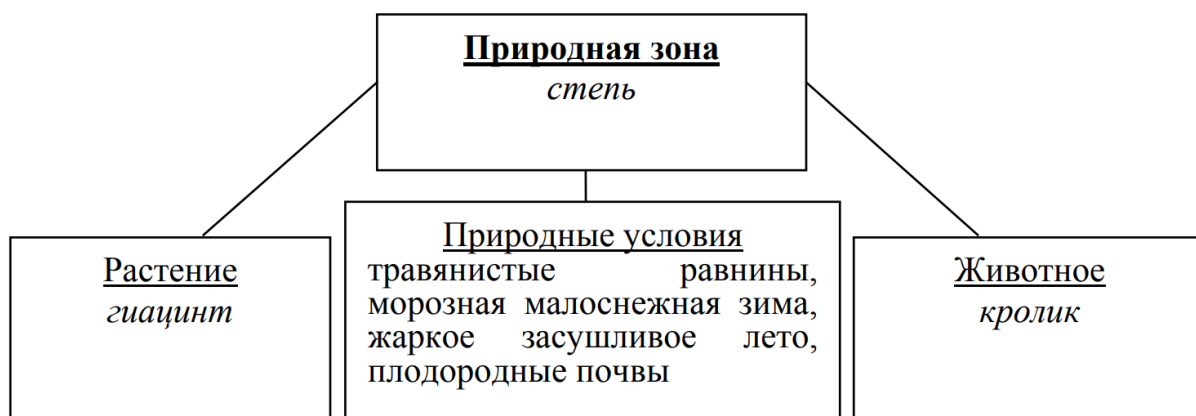 Природная зона
степь
Растение
гиацинт
Природные условия
травянистые равнины,
морозная малоснежная зима,
жаркое засушливое лето,
плодородные почвы
Животное
кролик